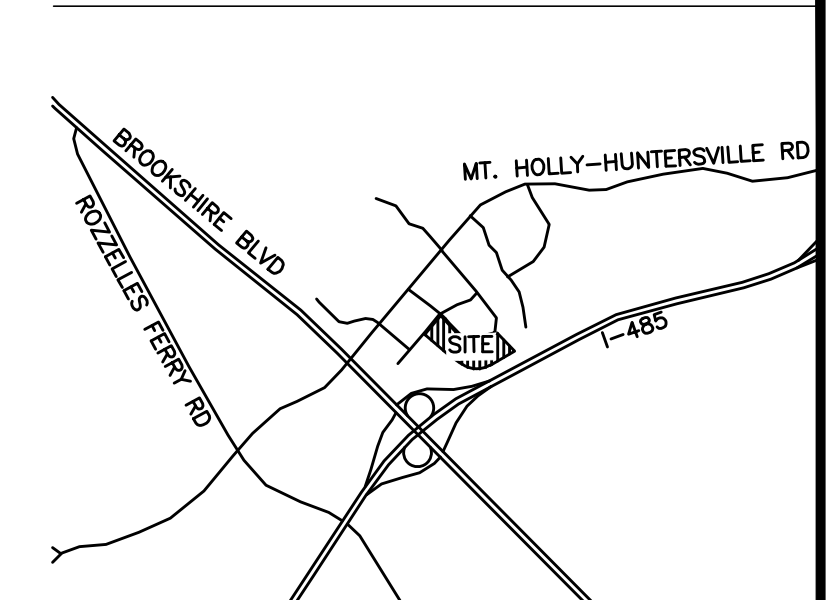 BROOKSHIRE BLVD
MT. HOLLY-HUNTERSVILLE RD
ROZZELLES FERRY RD
I-485
SITE